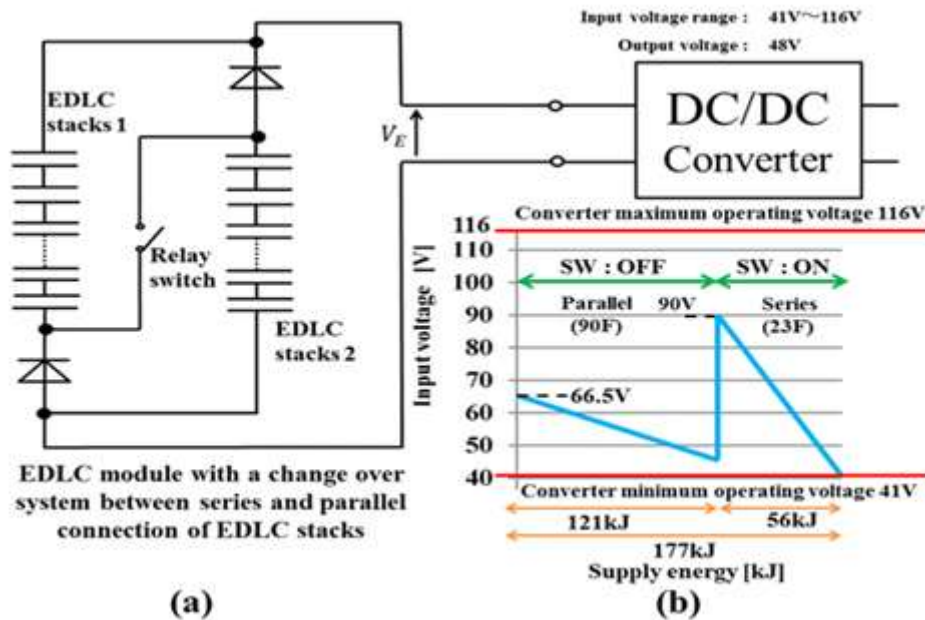 (a)
EDLC
stacks 1
Relay
switch
EDLC
stacks 2
V_E
EDLC module with a change over
system between series and parallel
connection of EDLC stacks
(a)
Input voltage range : 41V～116V
Output voltage : 48V
DC/DC
Converter
Converter maximum operating voltage 116V
116
110
100
90
80
70
60
50
40
Input voltage [V]
SW : OFF
SW : ON
Parallel
(90F)
90V
Series
(23F)
66.5V
Converter minimum operating voltage 41V
121kJ
56kJ
177kJ
Supply energy [kJ]
(b)